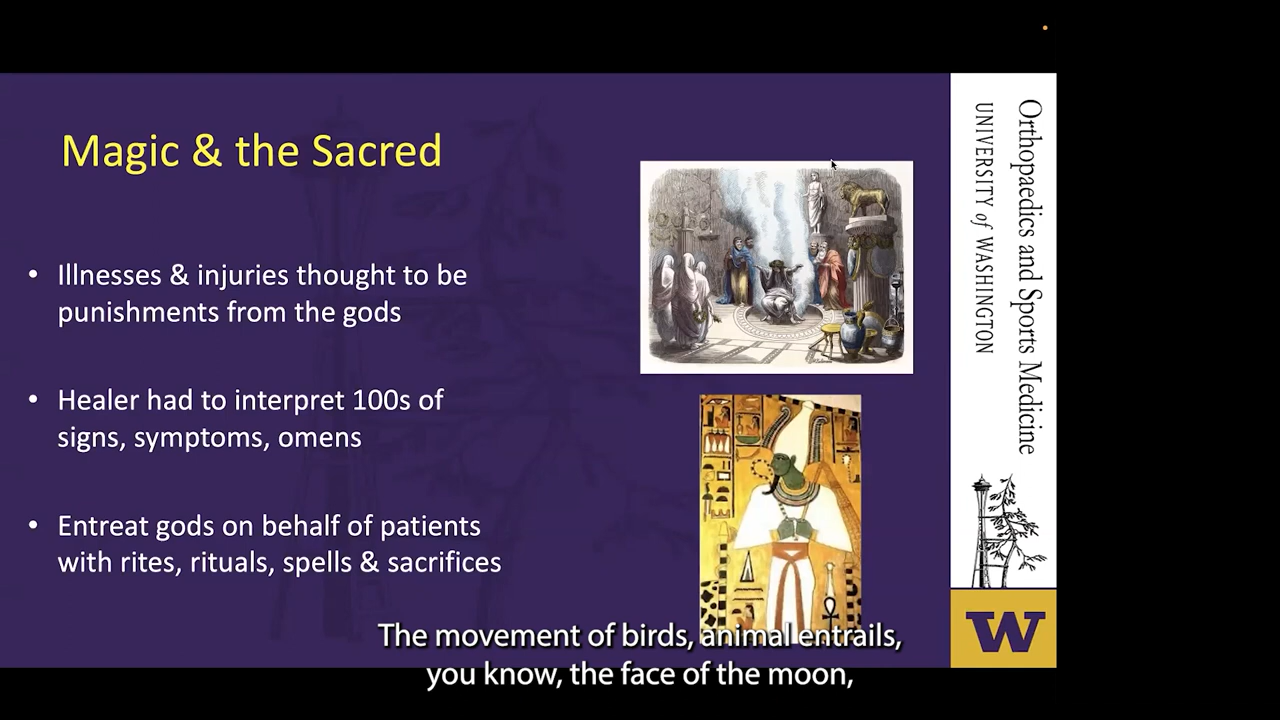 Magic & the Sacred
• Illnesses & injuries thought to be
punishments from the gods
• Healer had to interpret 100s of
signs, symptoms, omens
• Entreat gods on behalf of patients
with rites, rituals, spells & sacrifices
Orthopaedics and Sports Medicine
UNIVERSITY of WASHINGTON
W
The movement of birds, animal entrails,
you know, the face of the moon,